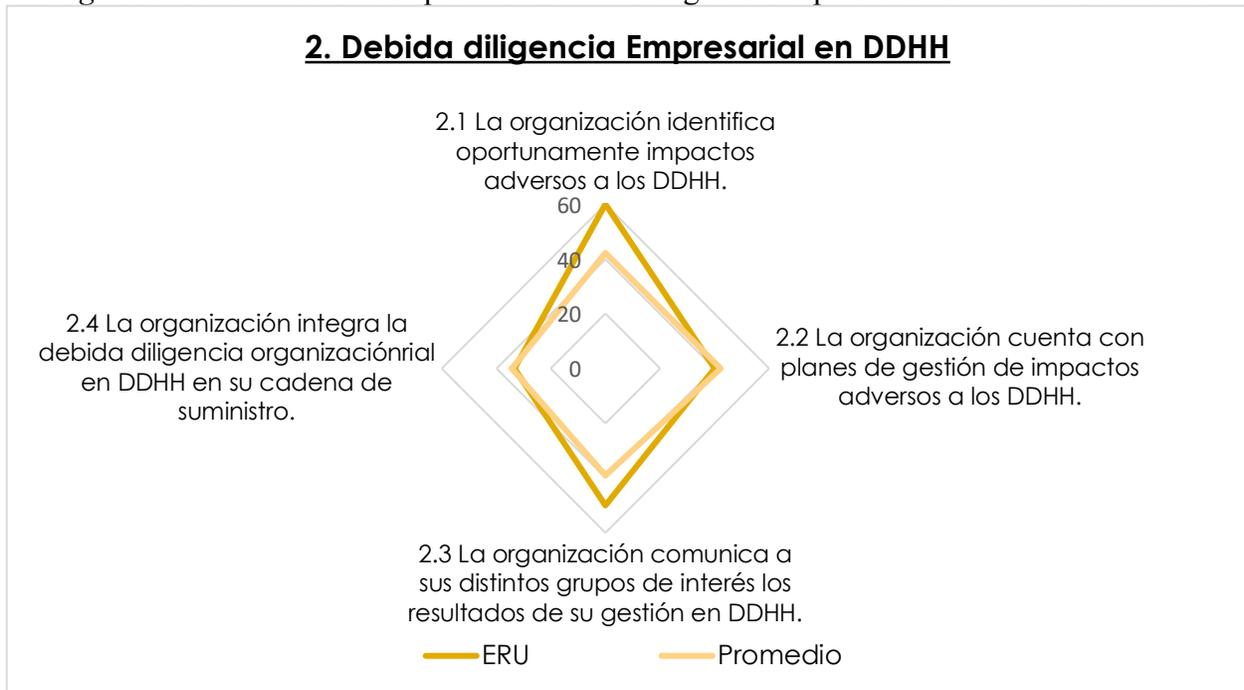 2. Debida diligencia Empresarial en DDHH
2.1 La organización identifica
oportunamente impactos
adversos a los DDHH.
60
40
20
0
2.4 La organización integra la
debida diligencia organizaciónrial
en DDHH en su cadena de
suministro.
2.2 La organización cuenta con
planes de gestión de impactos
adversos a los DDHH.
2.3 La organización comunica a
sus distintos grupos de interés los
resultados de su gestión en DDHH.
ERU
Promedio